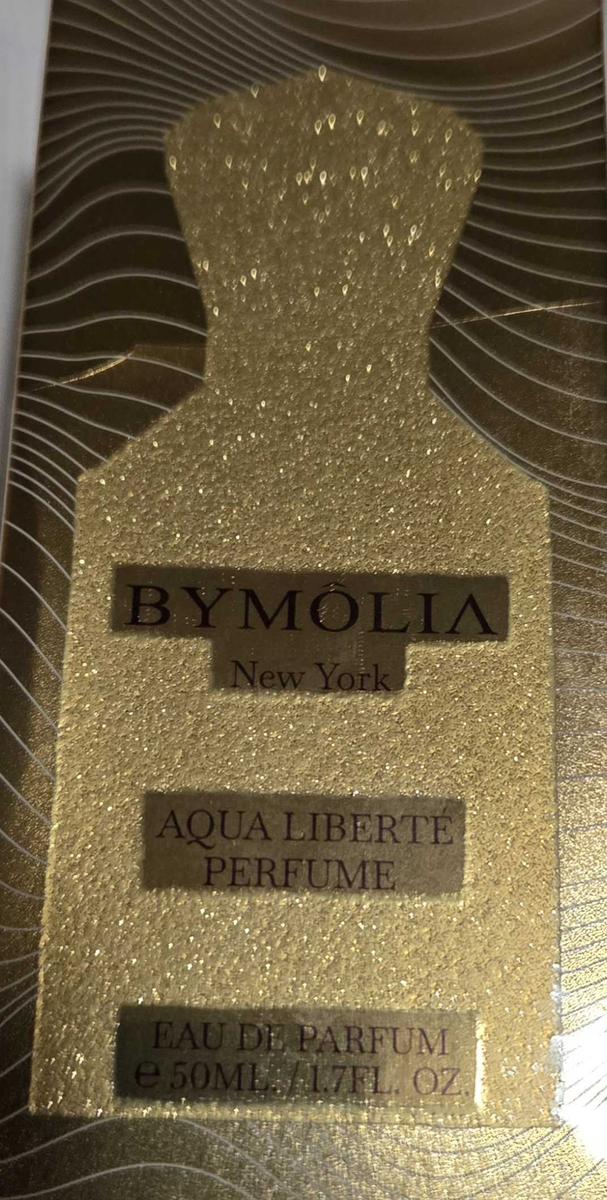 BYMÔLIΛ
New York
AQUA LIBERTÉ
PERFUME
EAU DE PARFUM
℮ 50ML. / 1.7FL. OZ.